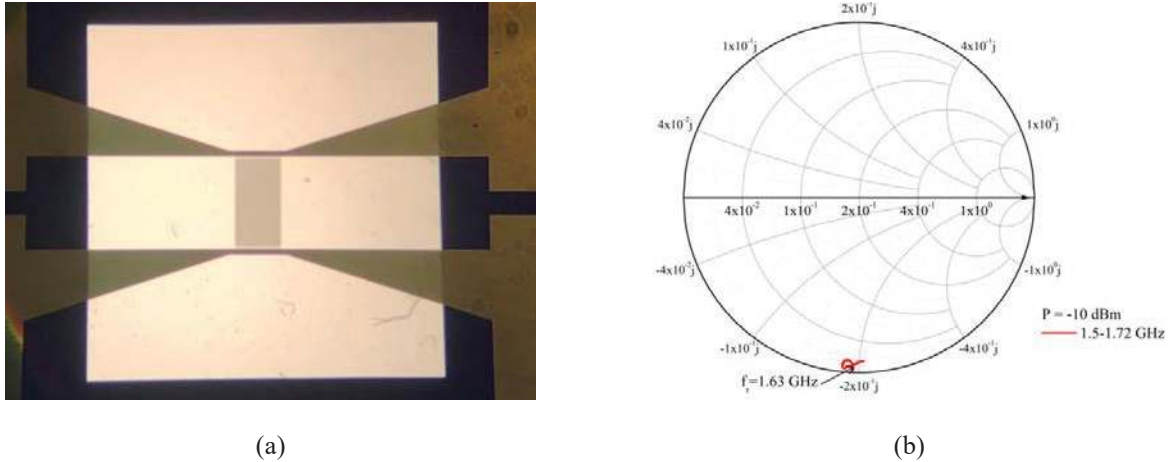 2x10⁻¹j
1x10⁻¹j
4x10⁻¹j
4x10⁻²j
1x10⁰j
4x10⁻² 1x10⁻¹ 2x10⁻¹ 4x10⁻¹ 1x10⁰
-4x10⁻²j
-1x10⁰j
P = -10 dBm
1.5-1.72 GHz
-1x10⁻¹j
-4x10⁻¹j
fᵣ=1.63 GHz
-2x10⁻¹j
(a)
(b)